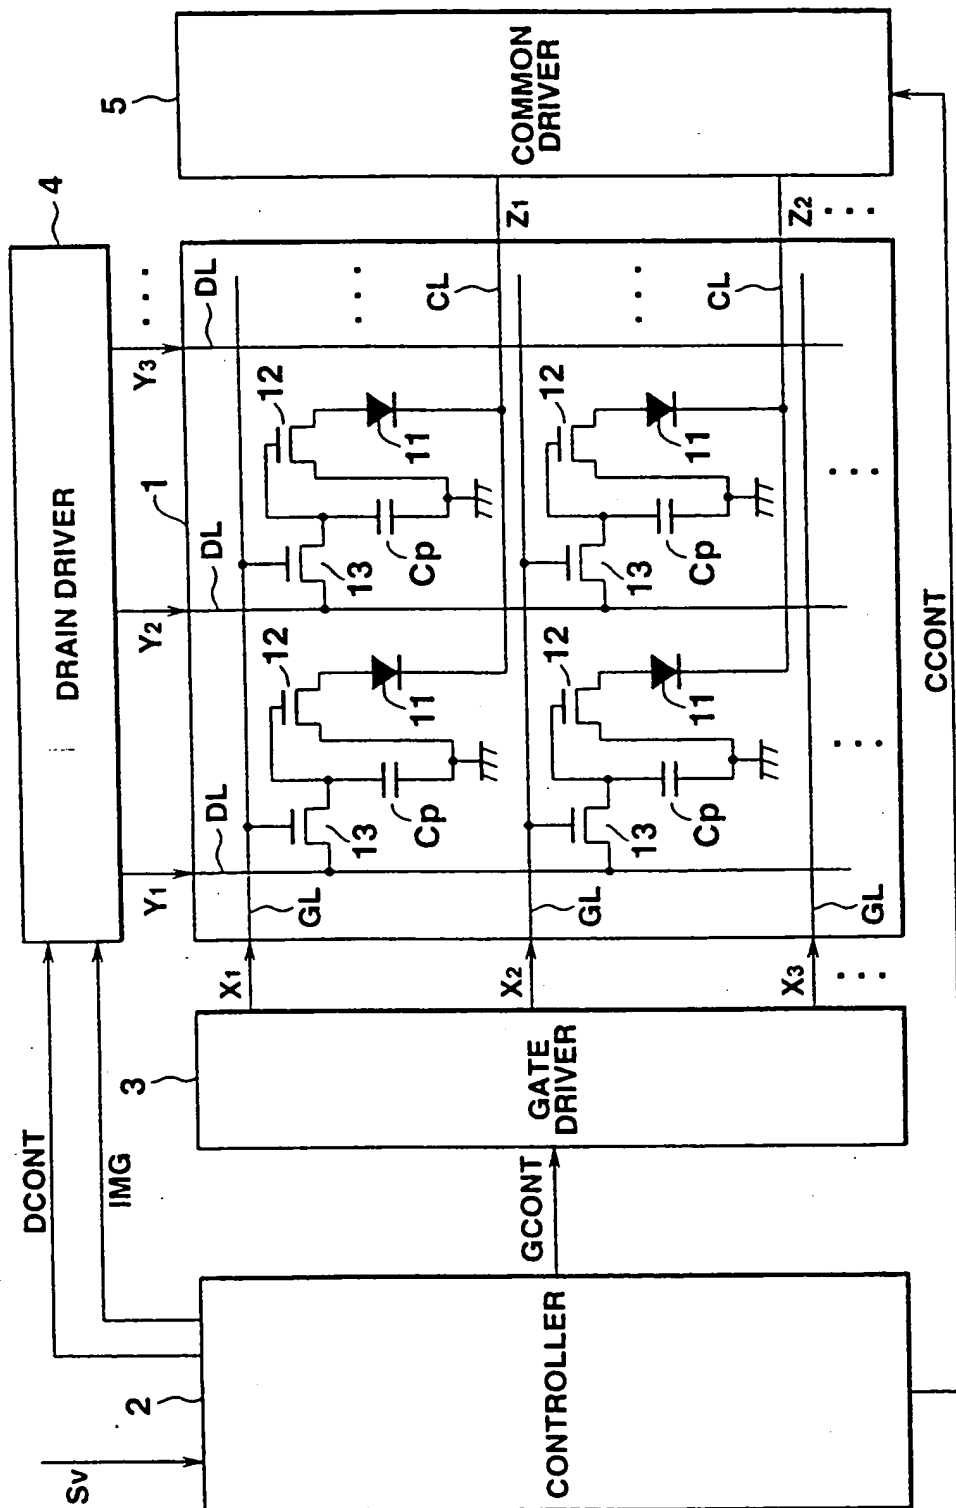 Sv
DCONT
IMG
DRAIN DRIVER
4
5
2
3
Y1
Y2
Y3
...
1
DL
DL
DL
X1
GL
12
12
13
13
Cp
Cp
11
11
...
CL
Z1
CONTROLLER
GCONT
GATE
DRIVER
COMMON
DRIVER
X2
GL
12
12
13
13
Cp
Cp
11
11
...
CL
Z2
X3
GL
...
...
...
...
CCONT